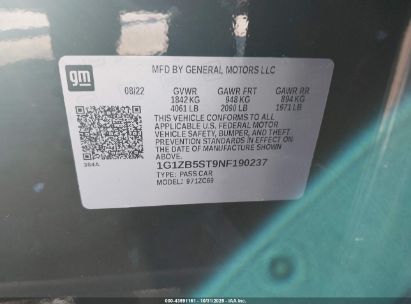 gm
MFD BY GENERAL MOTORS LLC
08/22 GVWR GAWR FRT GAWR RR
1842 KG 948 KG 894 KG
4061 LB 2090 LB 1971 LB
THIS VEHICLE CONFORMS TO ALL
APPLICABLE U.S. FEDERAL MOTOR
VEHICLE SAFETY, BUMPER, AND THEFT
PREVENTION STANDARDS IN EFFECT ON
THE DATE OF MANUFACTURE SHOWN ABOVE
1G1ZB5ST9NF190237
TYPE: PASS CAR
MODEL: 971ZC69